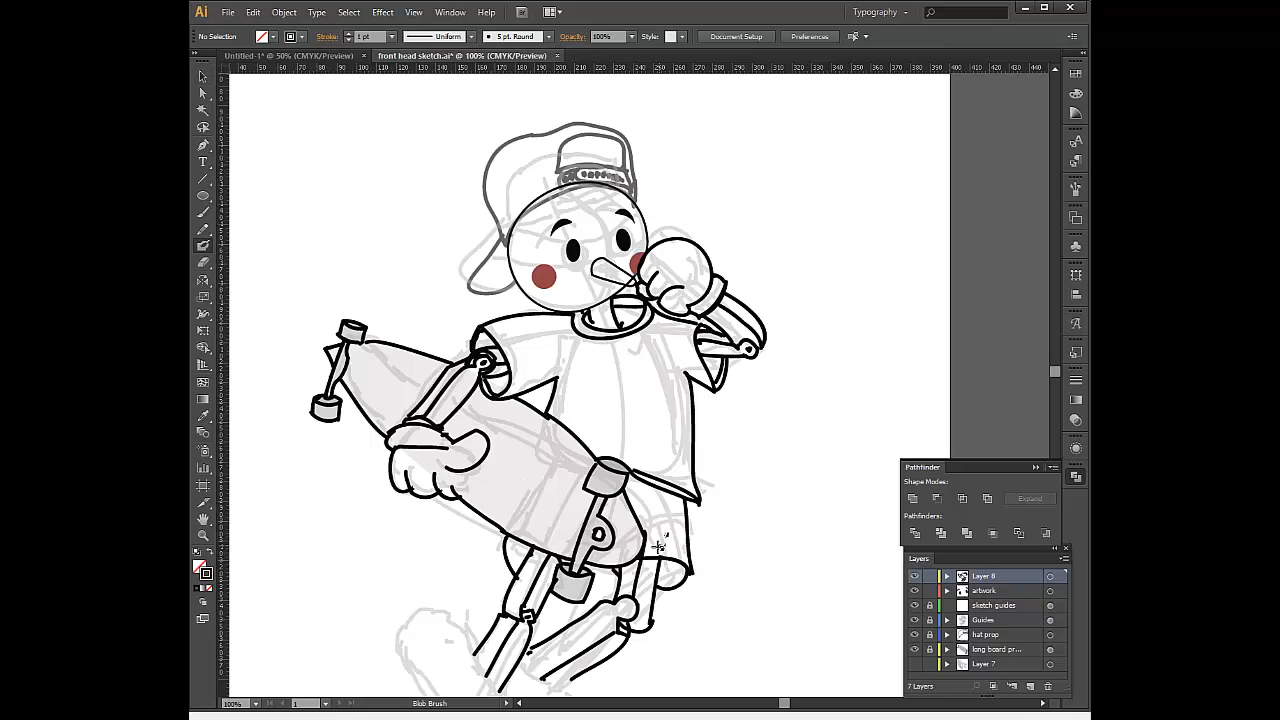 Ai File Edit Object Type Select Effect View Window Help Typography
No Selection Stroke: 1 pt Uniform 5 pt. Round Opacity: 100% Style: Document Setup Preferences
Untitled-1* @ 50% (CMYK/Preview) × front head sketch.ai* @ 100% (CMYK/Preview) ×
Pathfinder
Shape Modes:
Expand
Pathfinders:
Layers
Layer 8
artwork
sketch guides
Guides
hat prop
long board pr...
Layer 7
7 Layers
100% 1 Blob Brush